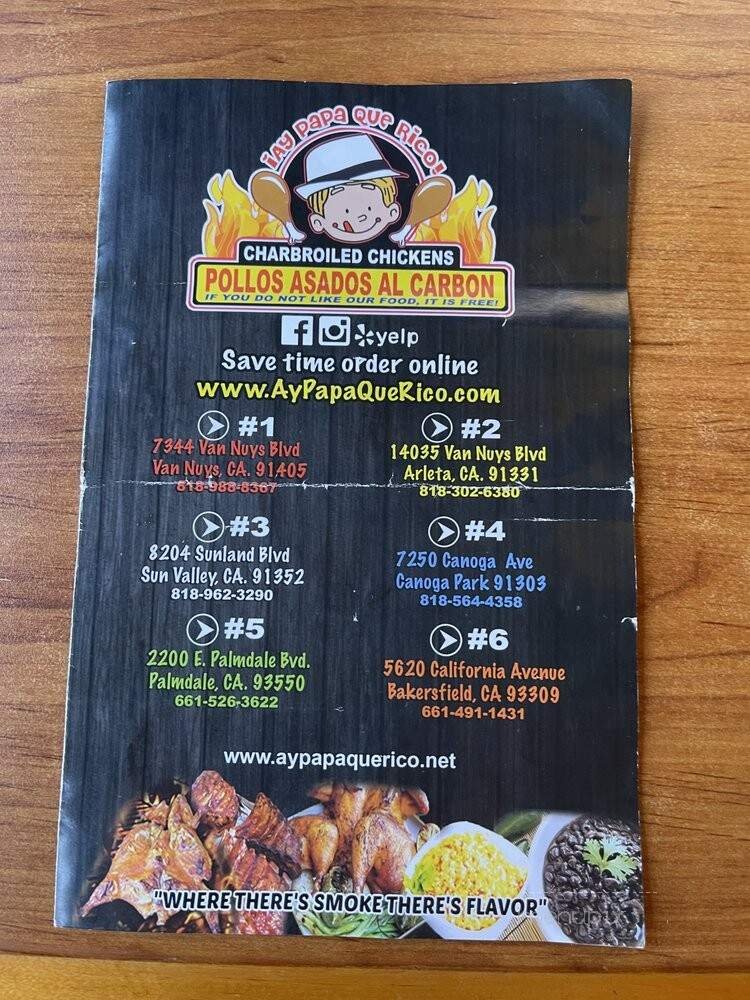 ¡AY PAPA QUE RICO!
CHARBROILED CHICKENS
POLLOS ASADOS AL CARBON
IF YOU DO NOT LIKE OUR FOOD, IT IS FREE!
yelp
Save time order online
www.AyPapaQueRico.com
#1
7344 Van Nuys Blvd
Van Nuys, CA. 91405
818-988-8367
#2
14035 Van Nuys Blvd
Arleta, CA. 91331
818-302-6380
#3
8204 Sunland Blvd
Sun Valley, CA. 91352
818-962-3290
#4
7250 Canoga Ave
Canoga Park 91303
818-564-4358
#5
2200 E. Palmdale Bvd.
Palmdale, CA. 93550
661-526-3622
#6
5620 California Avenue
Bakersfield, CA 93309
661-491-1431
www.aypapaquerico.net
"WHERE THERE'S SMOKE THERE'S FLAVOR"